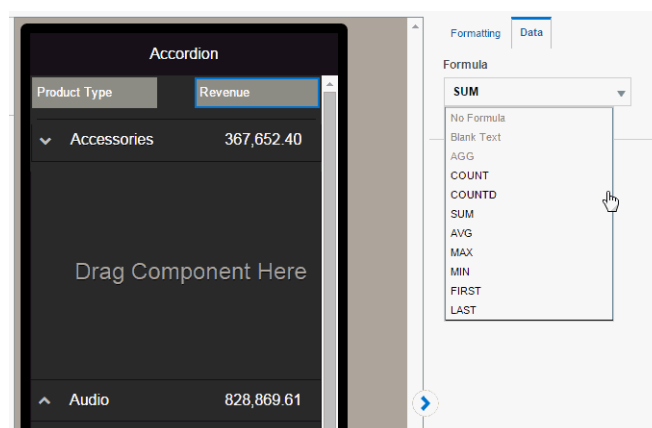 Accordion
Product Type Revenue
Accessories 367,652.40
Drag Component Here
Audio 828,869.61
Formatting Data
Formula
SUM
No Formula
Blank Text
AGG
COUNT
COUNTD
SUM
AVG
MAX
MIN
FIRST
LAST